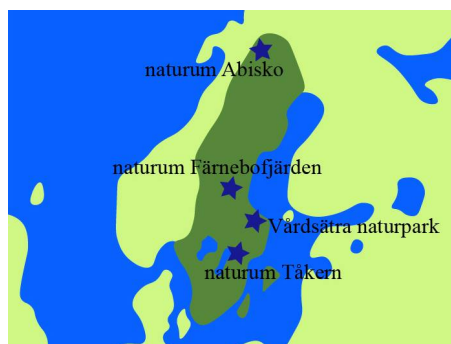 naturum Abisko
naturum Färnebofjärden
Vårdsätra naturpark
naturum Tåkern